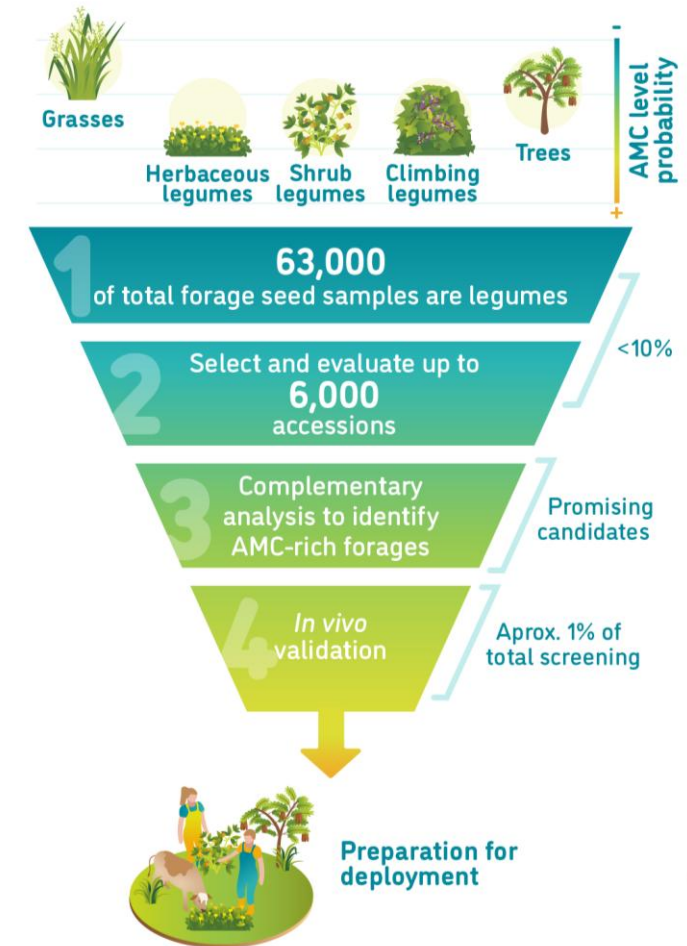 Grasses
Herbaceous
legumes
Shrub
legumes
Climbing
legumes
Trees
-
AMC level
probability
+
1
63,000
of total forage seed samples are legumes
<10%
2
Select and evaluate up to
6,000
accessions
3
Complementary
analysis to identify
AMC-rich forages
Promising
candidates
4
In vivo
validation
Aprox. 1% of
total screening
Preparation for
deployment